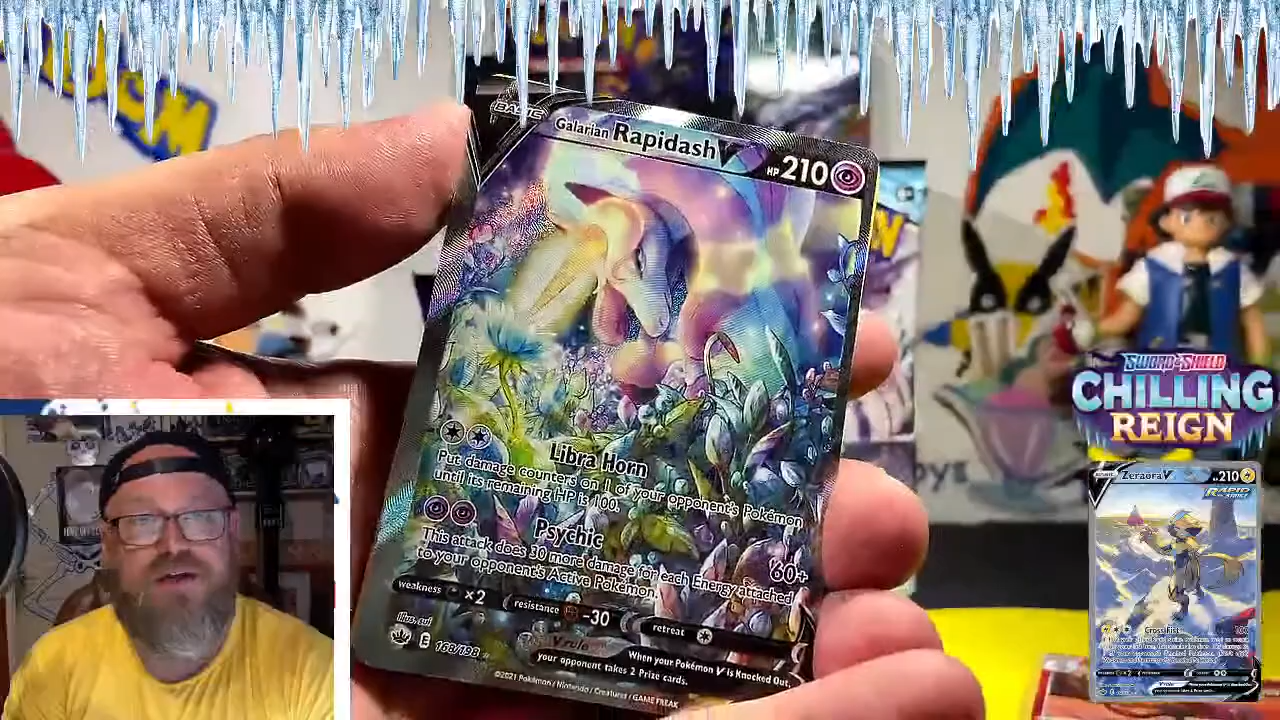 BASIC
Galarian Rapidash V HP 210
Libra Horn
Put damage counters on 1 of your opponent's Pokémon
until its remaining HP is 100.
Psychic 60+
This attack does 30 more damage for each Energy attached
to your opponent's Active Pokémon.
weakness ×2 resistance -30 retreat
Illus.
E 168/198
V rule When your Pokémon V is Knocked Out,
your opponent takes 2 Prize cards.
©2021 Pokémon / Nintendo / Creatures / GAME FREAK
SWORD & SHIELD
CHILLING
REIGN
Zeraora V 210
RAPID